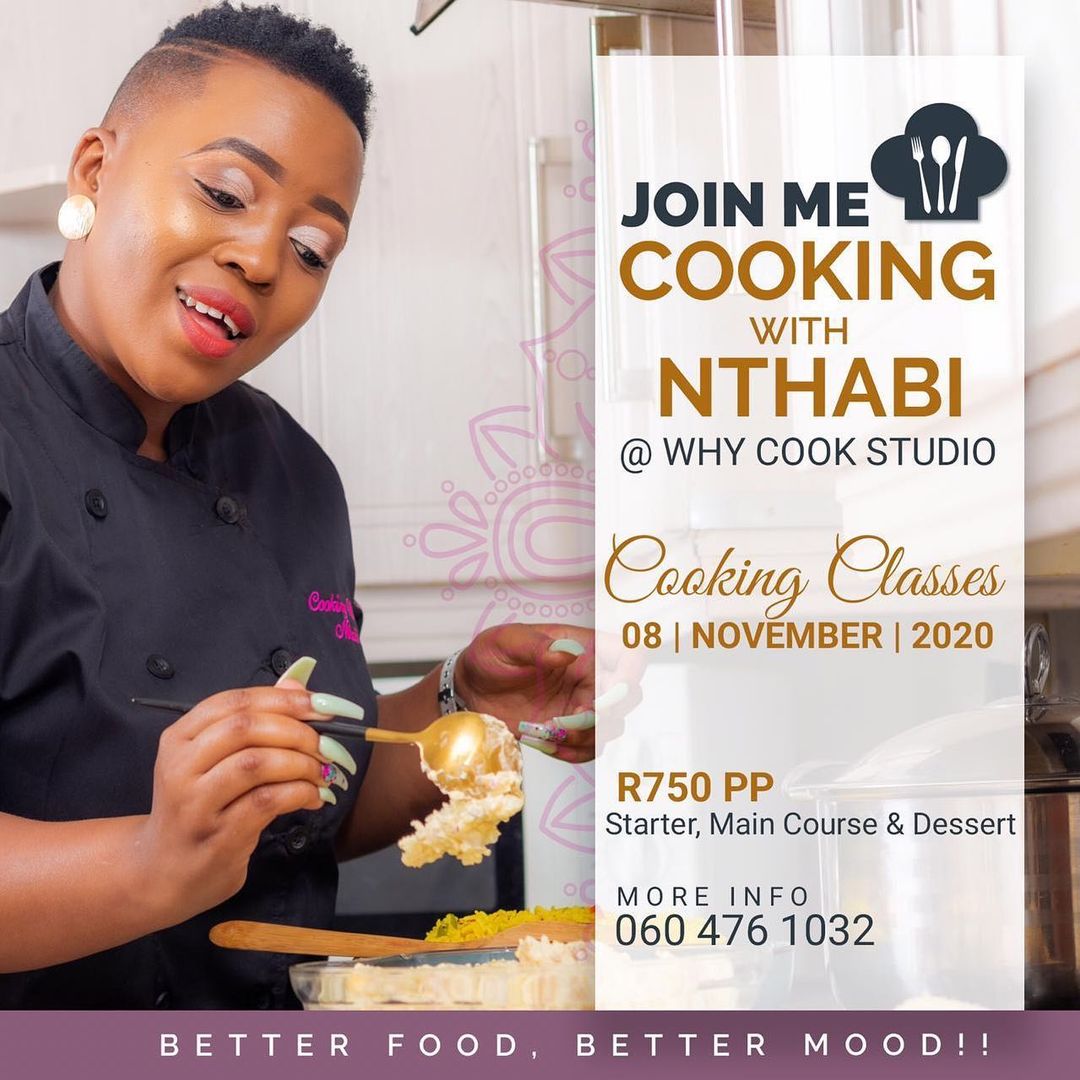 JOIN ME
COOKING
WITH
NTHABI
@ WHY COOK STUDIO
Cooking Classes
08 | NOVEMBER | 2020
R750 PP
Starter, Main Course & Dessert
MORE INFO
060 476 1032
Cooking
BETTER FOOD, BETTER MOOD!!